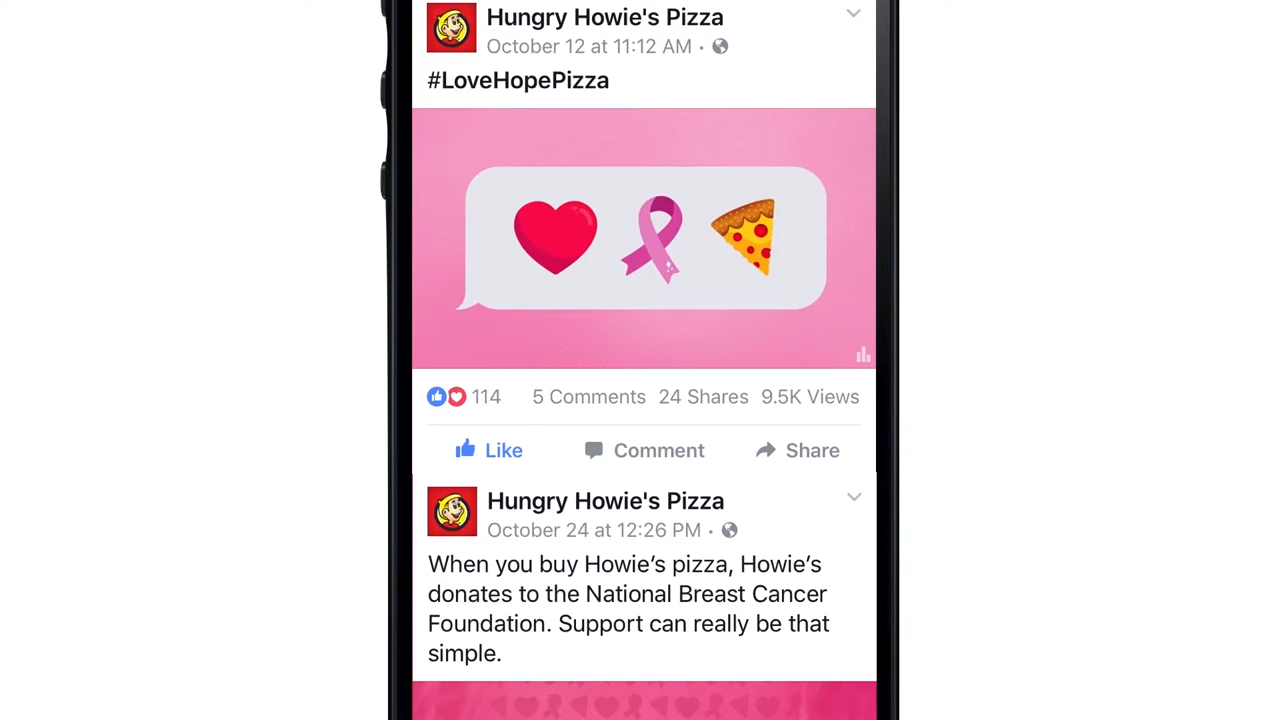 Hungry Howie's Pizza
October 12 at 11:12 AM ·
#LoveHopePizza
114 5 Comments 24 Shares 9.5K Views
Like Comment Share
Hungry Howie's Pizza
October 24 at 12:26 PM ·
When you buy Howie’s pizza, Howie’s
donates to the National Breast Cancer
Foundation. Support can really be that
simple.